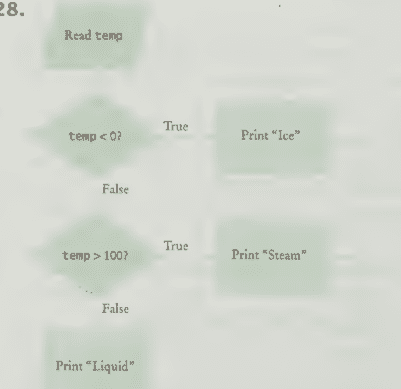 28.
Read temp
temp < 0?
True
Print "Ice"
False
temp > 100?
True
Print "Steam"
False
Print "Liquid"